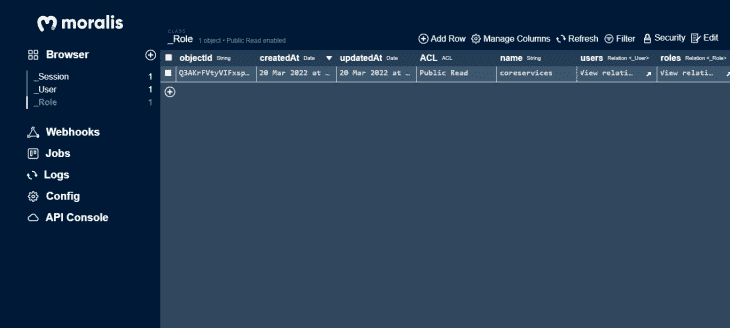 moralis
Browser
_Session 1
_User 1
_Role 1
Webhooks
Jobs
Logs
Config
API Console
CLASS
_Role 1 object • Public Read enabled
Add Row Manage Columns Refresh Filter Security Edit
objectId String createdAt Date updatedAt Date ACL ACL name String users Relation <_User> roles Relation <_Role>
Q3AKrFVtyVIFxsp… 20 Mar 2022 at … 20 Mar 2022 at … Public Read coreservices View relati… View relati…